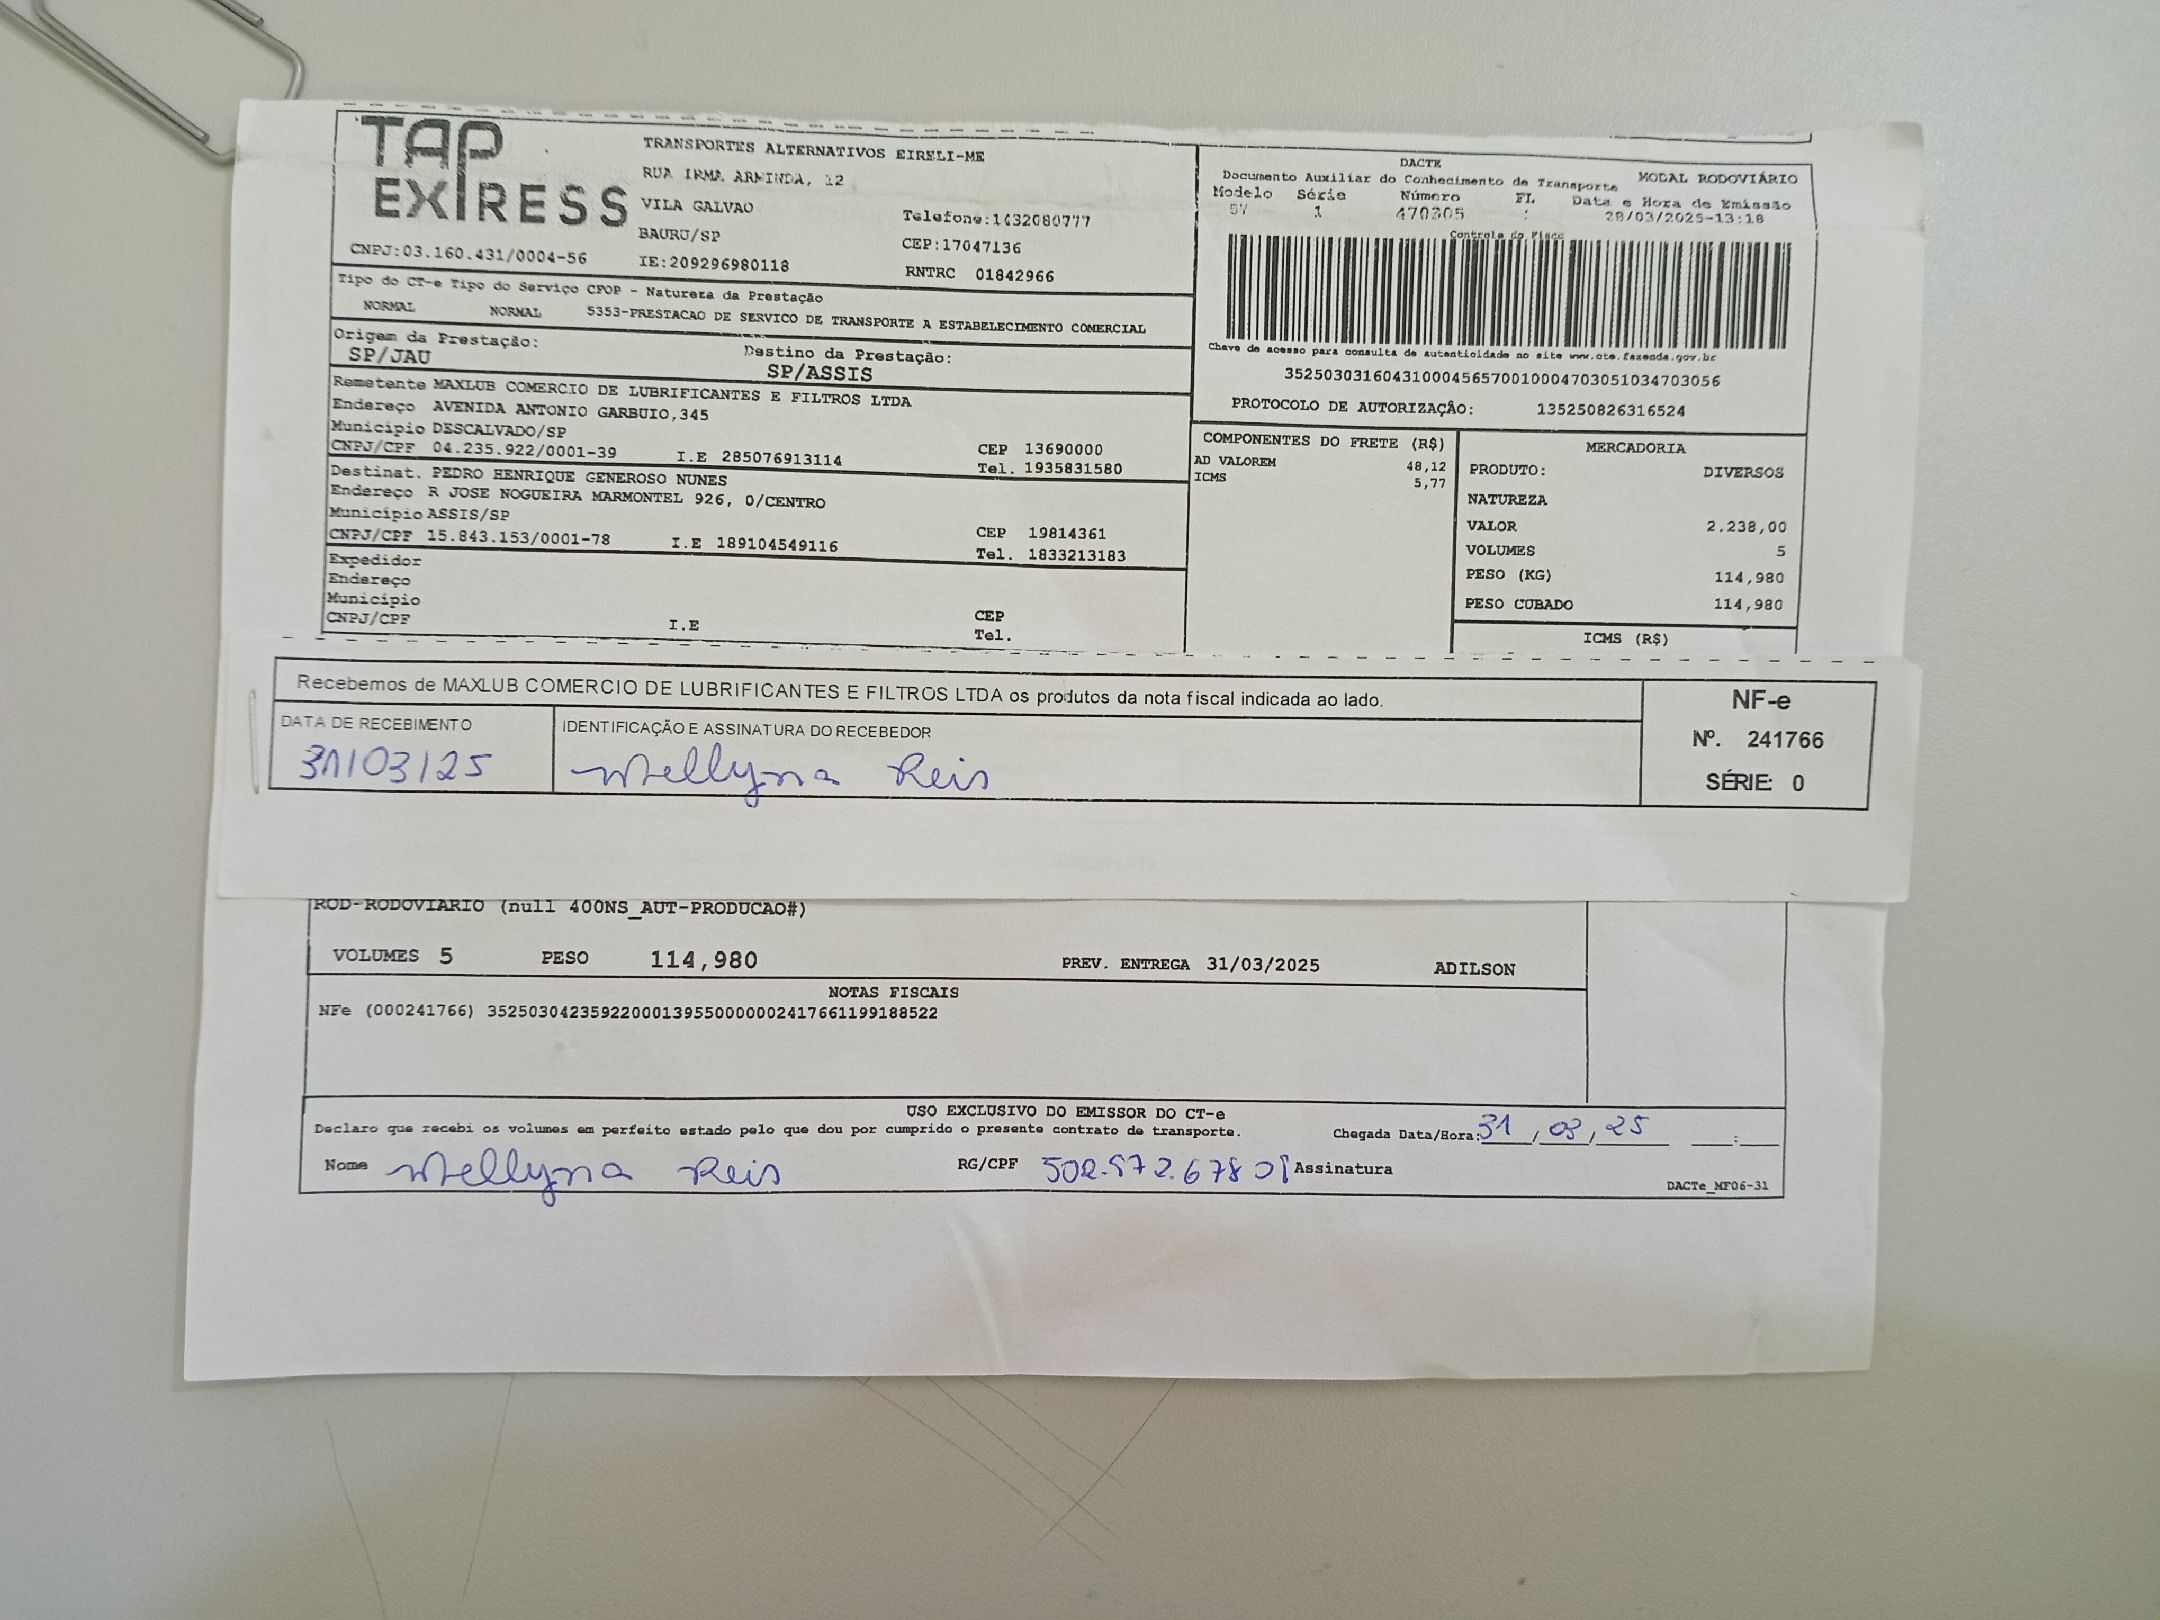 TAP
EXPRESS
CNPJ:03.160.431/0004-56
TRANSPORTES ALTERNATIVOS EIRELI-ME
RUA IRMA ARMINDA, 12
VILA GALVAO
BAURU/SP
IE:209296980118
Telefone:1432080777
CEP:17047136
RNTRC 01842966
DACTE
Documento Auxiliar do Conhecimento de Transporte
MODAL RODOVIÁRIO
Modelo Série Número FL Data e Hora de Emissão
57 1 470305 28/03/2025-13:18
Controle do Fisco
Chave de acesso para consulta de autenticidade no site www.cte.fazenda.gov.br
35250303160431000456570010004703051034703056
PROTOCOLO DE AUTORIZAÇÃO: 135250826316524
Tipo do CT-e Tipo do Serviço CFOP - Natureza da Prestação
NORMAL NORMAL 5353-PRESTACAO DE SERVICO DE TRANSPORTE A ESTABELECIMENTO COMERCIAL
Origem da Prestação: Destino da Prestação:
SP/JAU SP/ASSIS
Remetente MAXLUB COMERCIO DE LUBRIFICANTES E FILTROS LTDA
Endereço AVENIDA ANTONIO GARBUIO,345
Município DESCALVADO/SP CEP 13690000
CNPJ/CPF 04.235.922/0001-39 I.E 285076913114 Tel. 1935831580
Destinat. PEDRO HENRIQUE GENEROSO NUNES
Endereço R JOSE NOGUEIRA MARMONTEL 926, 0/CENTRO
Município ASSIS/SP CEP 19814361
CNPJ/CPF 15.843.153/0001-78 I.E 189104549116 Tel. 1833213183
Expedidor
Endereço
Município CEP
CNPJ/CPF I.E Tel.
COMPONENTES DO FRETE (R$)
AD VALOREM 48,12
ICMS 5,77
MERCADORIA
PRODUTO: DIVERSOS
NATUREZA
VALOR 2.238,00
VOLUMES 5
PESO (KG) 114,980
PESO CUBADO 114,980
ICMS (R$)
Recebemos de MAXLUB COMERCIO DE LUBRIFICANTES E FILTROS LTDA os produtos da nota fiscal indicada ao lado.
DATA DE RECEBIMENTO
31/03/25
IDENTIFICAÇÃO E ASSINATURA DO RECEBEDOR
Mellyna Reis
NF-e
Nº. 241766
SÉRIE: 0
ROD-RODOVIARIO (null 400NS_AUT-PRODUCAO#)
VOLUMES 5 PESO 114,980 PREV. ENTREGA 31/03/2025 ADILSON
NOTAS FISCAIS
NFe (000241766) 35250304235922000139550000002417661199188522
USO EXCLUSIVO DO EMISSOR DO CT-e
Declaro que recebi os volumes em perfeito estado pelo que dou por cumprido o presente contrato de transporte. Chegada Data/Hora: 31/03/25 :
Nome Mellyna Reis RG/CPF Assinatura
DACTe_MF06-31